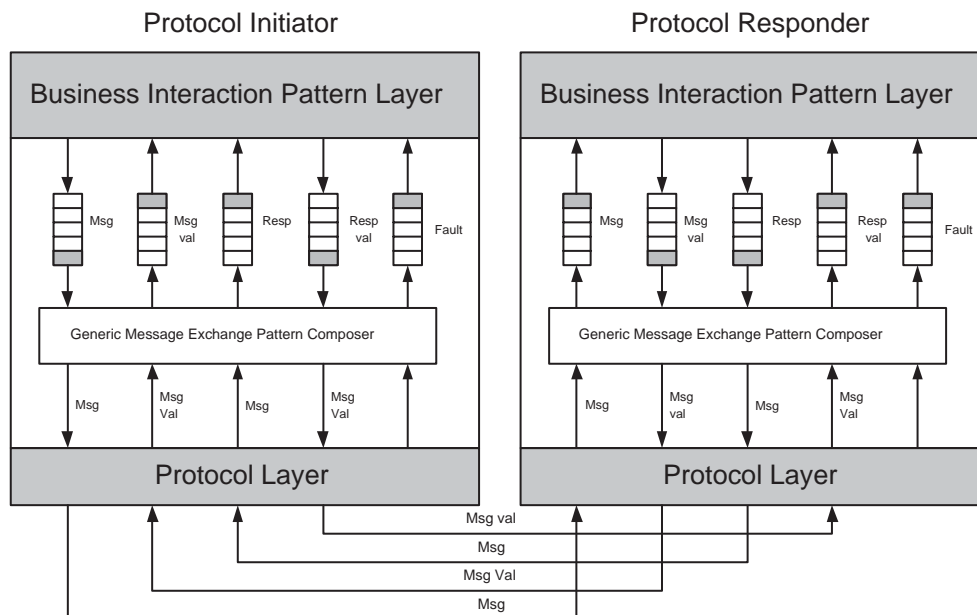 Protocol Initiator
Protocol Responder
Business Interaction Pattern Layer
Business Interaction Pattern Layer
Msg
Msg
val
Resp
Resp
val
Fault
Msg
Msg
val
Resp
Resp
val
Fault
Generic Message Exchange Pattern Composer
Generic Message Exchange Pattern Composer
Msg
Msg
Val
Msg
Msg
Val
Msg
Msg
val
Msg
Msg
Val
Protocol Layer
Protocol Layer
Msg val
Msg
Msg Val
Msg